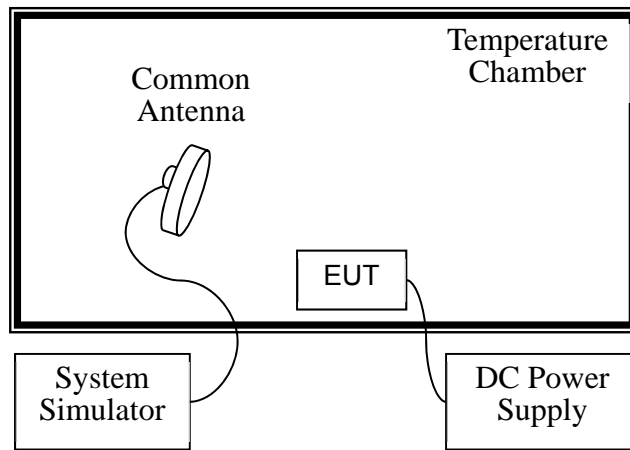 Temperature
Chamber
Common
Antenna
EUT
System
Simulator
DC Power
Supply